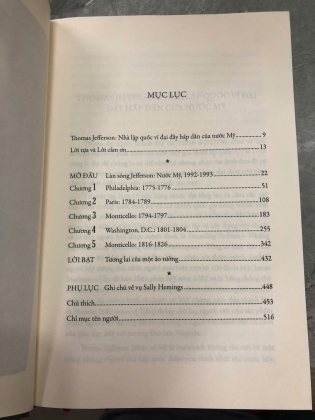 MỤC LỤC
Thomas Jefferson: Nhà lập quốc vĩ đại đầy hấp dẫn của nước Mỹ 9
Lời tựa và Lời cảm ơn 13
*
MỞ ĐẦU Làn sóng Jefferson: Nước Mỹ, 1992-1993 22
Chương 1 Philadelphia: 1775-1776 51
Chương 2 Paris: 1784-1789 108
Chương 3 Monticello: 1794-1797 183
Chương 4 Washington, D.C.: 1801-1804 255
Chương 5 Monticello: 1816-1826 342
LỜI BẠT Tương lai của một ảo tưởng 432
*
PHỤ LỤC Ghi chú về vụ Sally Hemings 448
Chú thích 453
Chỉ mục tên người 516